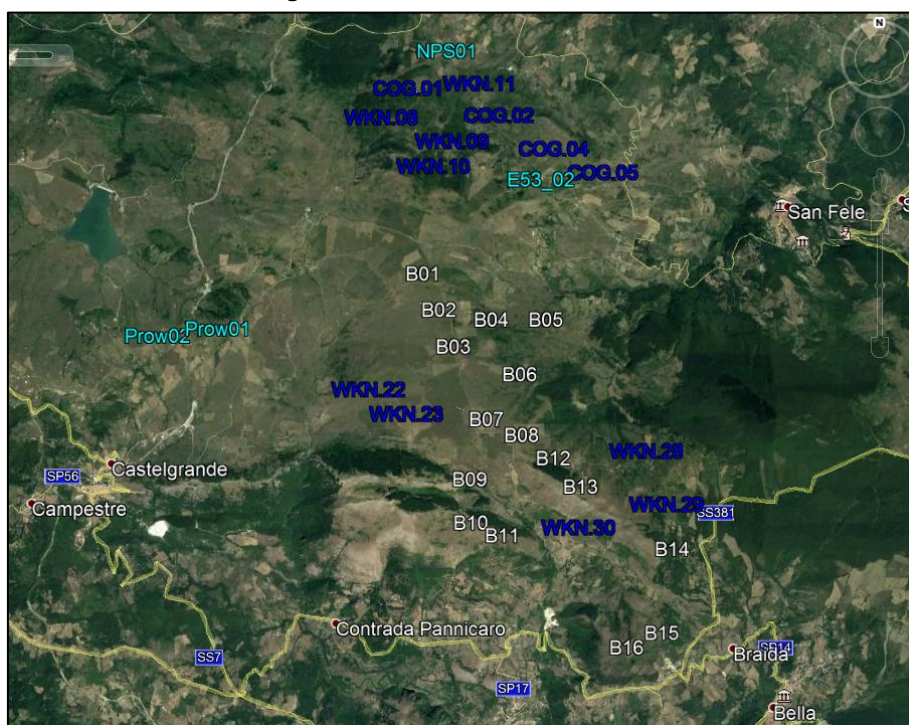 N
NPS01
COG.01
WKN.11
WKN.08
COG.02
WKN.09
COG.04
WKN.10
COG.05
E53_02
San Fele
S
B01
B02
B04
B05
Prow02
Prow01
B03
B06
WKN.22
WKN.23
B07
B08
WKN.28
B12
Castelgrande
SP56
B09
B13
Campestre
WKN.29
SS381
B10
B11
WKN.30
B14
Contrada Pannicaro
B15
B16
Braida
SP14
SS7
SP17
Bella